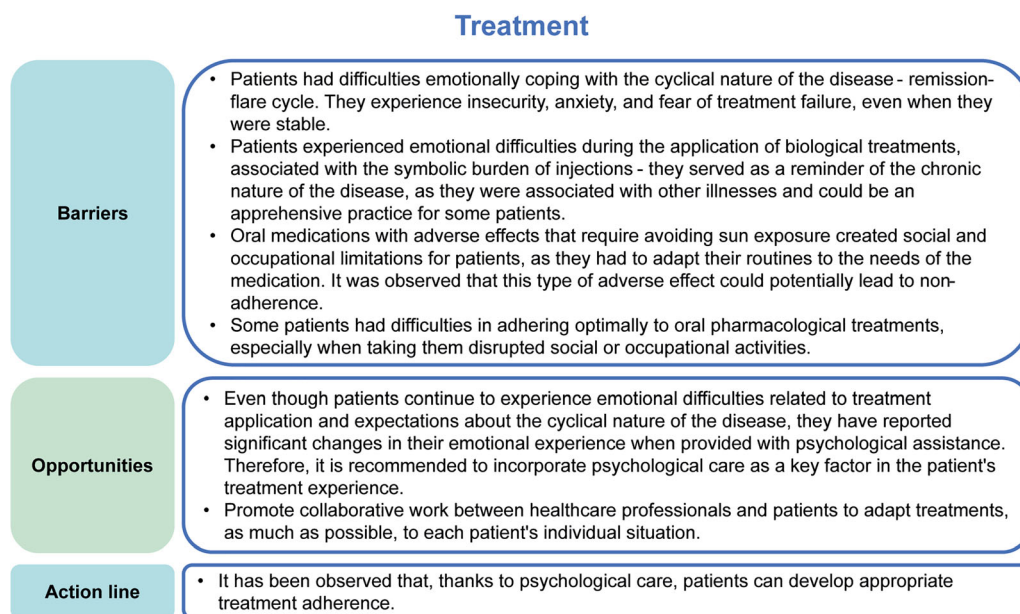 Treatment
Barriers
• Patients had difficulties emotionally coping with the cyclical nature of the disease - remission-
flare cycle. They experience insecurity, anxiety, and fear of treatment failure, even when they
were stable.
• Patients experienced emotional difficulties during the application of biological treatments,
associated with the symbolic burden of injections - they served as a reminder of the chronic
nature of the disease, as they were associated with other illnesses and could be an
apprehensive practice for some patients.
• Oral medications with adverse effects that require avoiding sun exposure created social and
occupational limitations for patients, as they had to adapt their routines to the needs of the
medication. It was observed that this type of adverse effect could potentially lead to non-
adherence.
• Some patients had difficulties in adhering optimally to oral pharmacological treatments,
especially when taking them disrupted social or occupational activities.
Opportunities
• Even though patients continue to experience emotional difficulties related to treatment
application and expectations about the cyclical nature of the disease, they have reported
significant changes in their emotional experience when provided with psychological assistance.
Therefore, it is recommended to incorporate psychological care as a key factor in the patient's
treatment experience.
• Promote collaborative work between healthcare professionals and patients to adapt treatments,
as much as possible, to each patient's individual situation.
Action line
• It has been observed that, thanks to psychological care, patients can develop appropriate
treatment adherence.